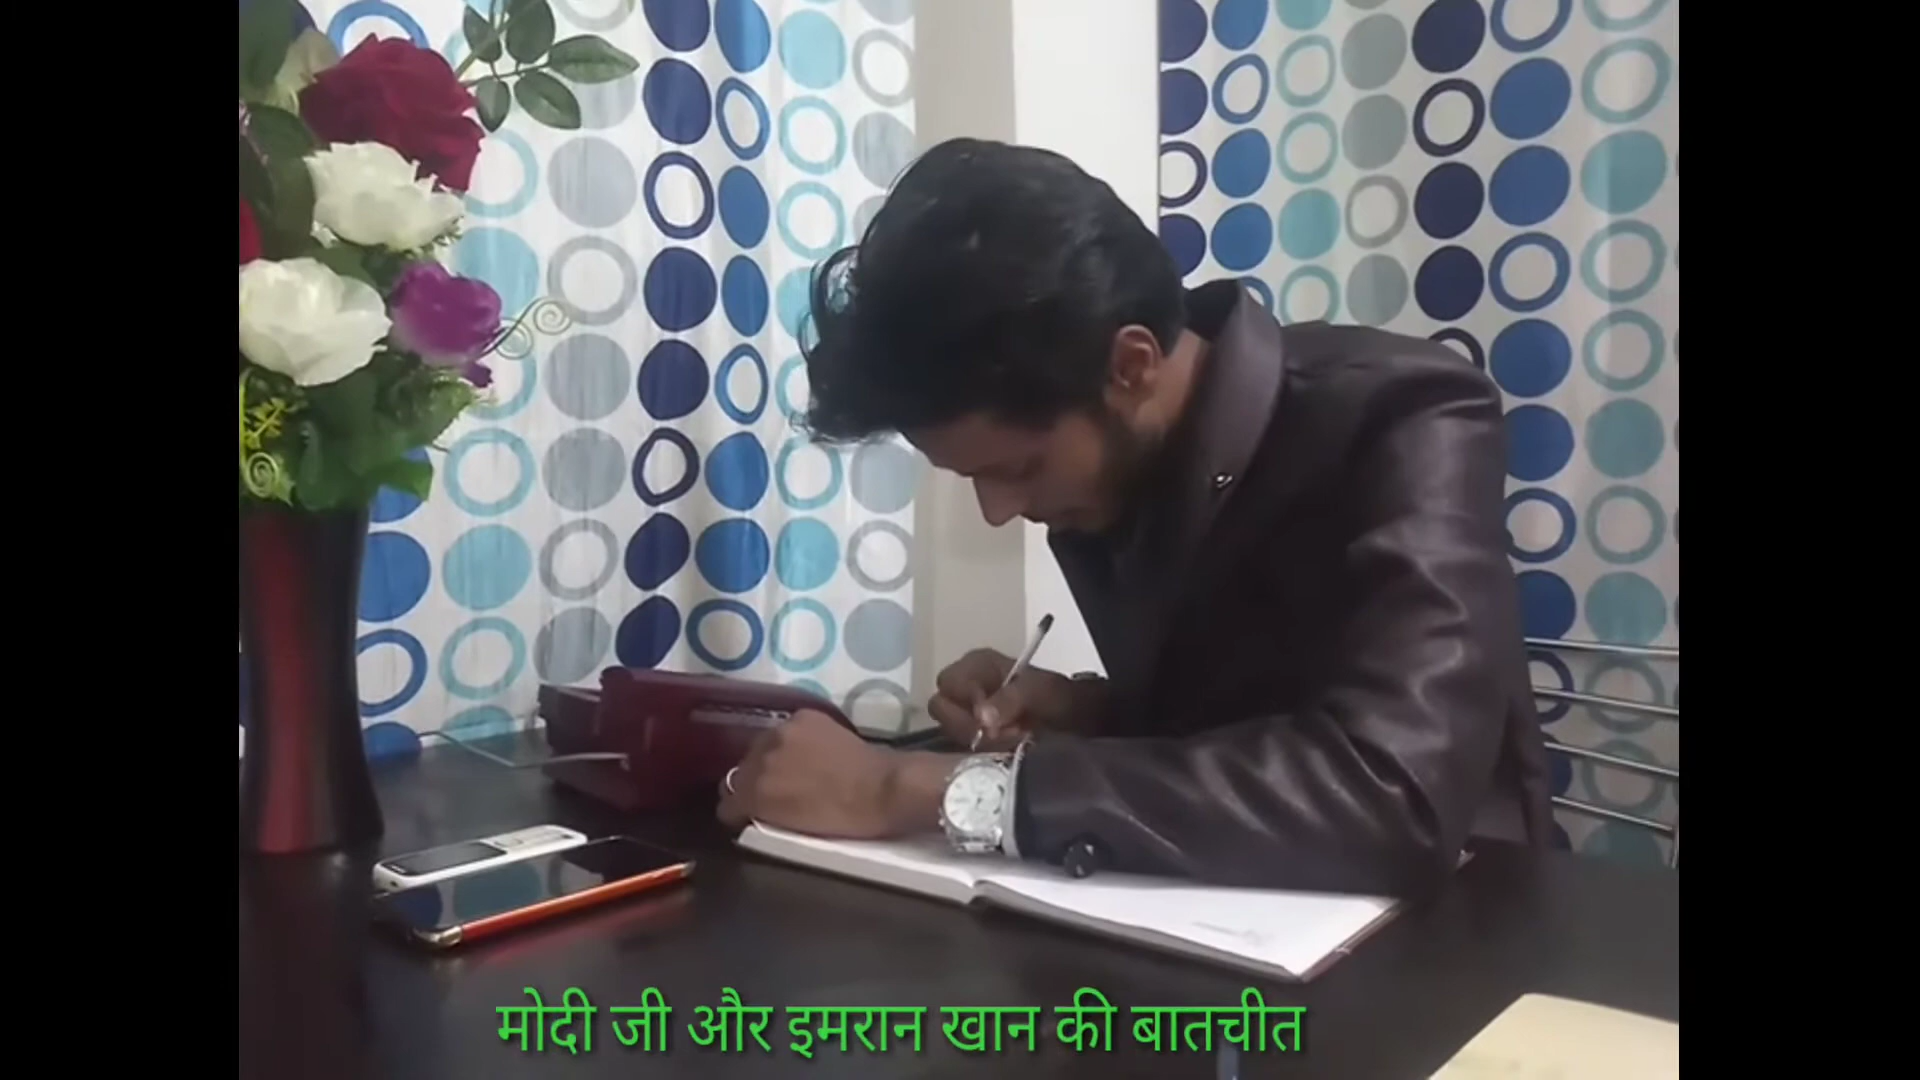 मोदी जी और इमरान खान की बातचीत